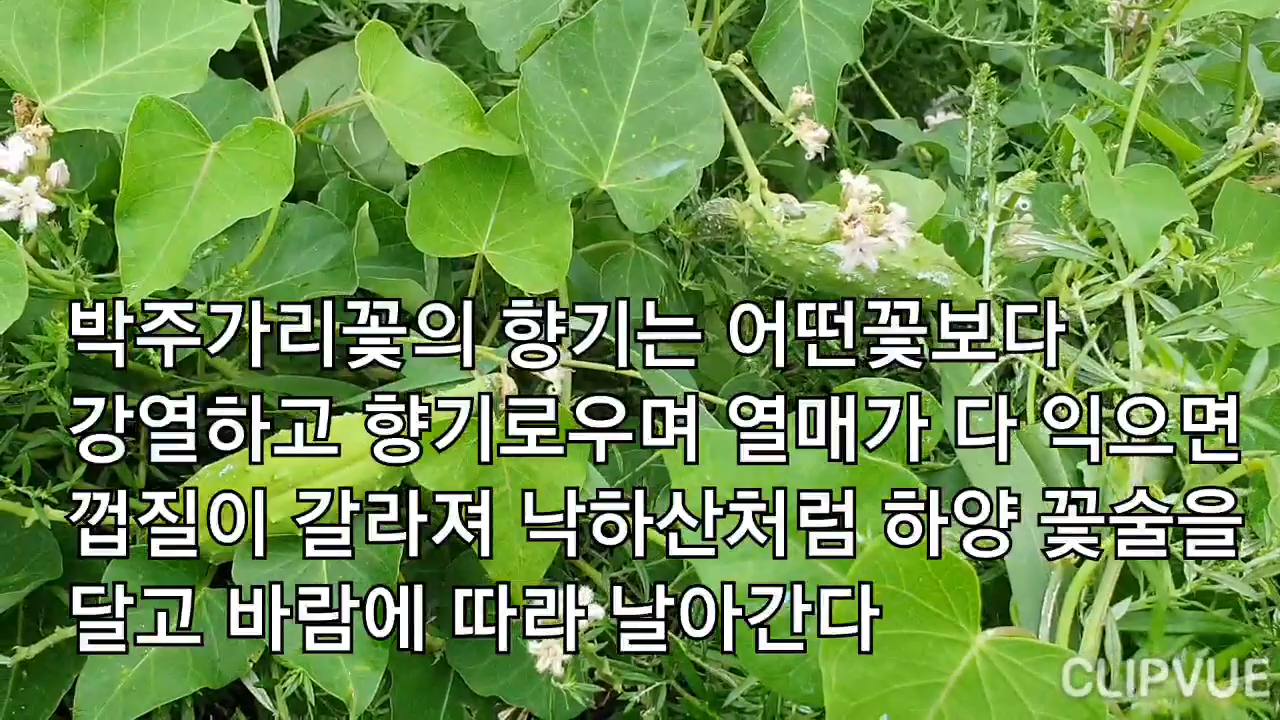 박주가리꽃의 향기는 어떤꽃보다
강열하고 향기로우며 열매가 다 익으면
껍질이 갈라져 낙하산처럼 하양 꽃술을
달고 바람에 따라 날아간다
CLIPVUE